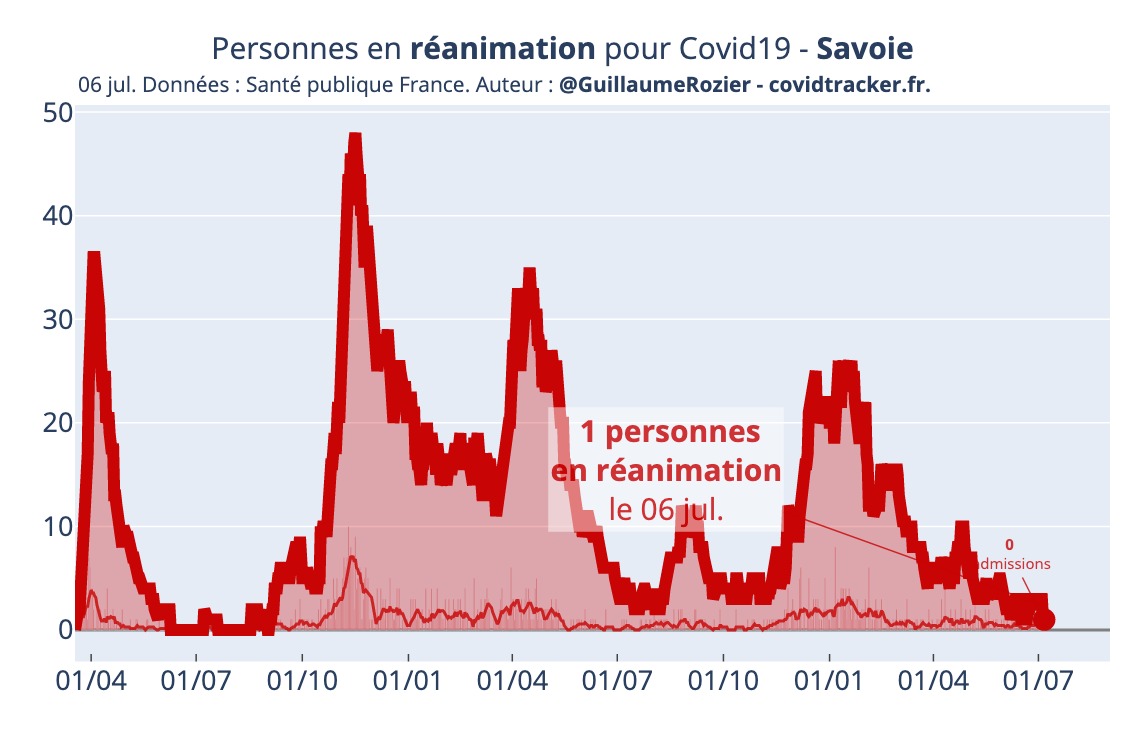 Personnes en réanimation pour Covid19 - Savoie
06 jul. Données : Santé publique France. Auteur : @GuillaumeRozier - covidtracker.fr.
50
40
30
20
10
0
1 personnes
en réanimation
le 06 jul.
0
admissions
01/04
01/07
01/10
01/01
01/04
01/07
01/10
01/01
01/04
01/07